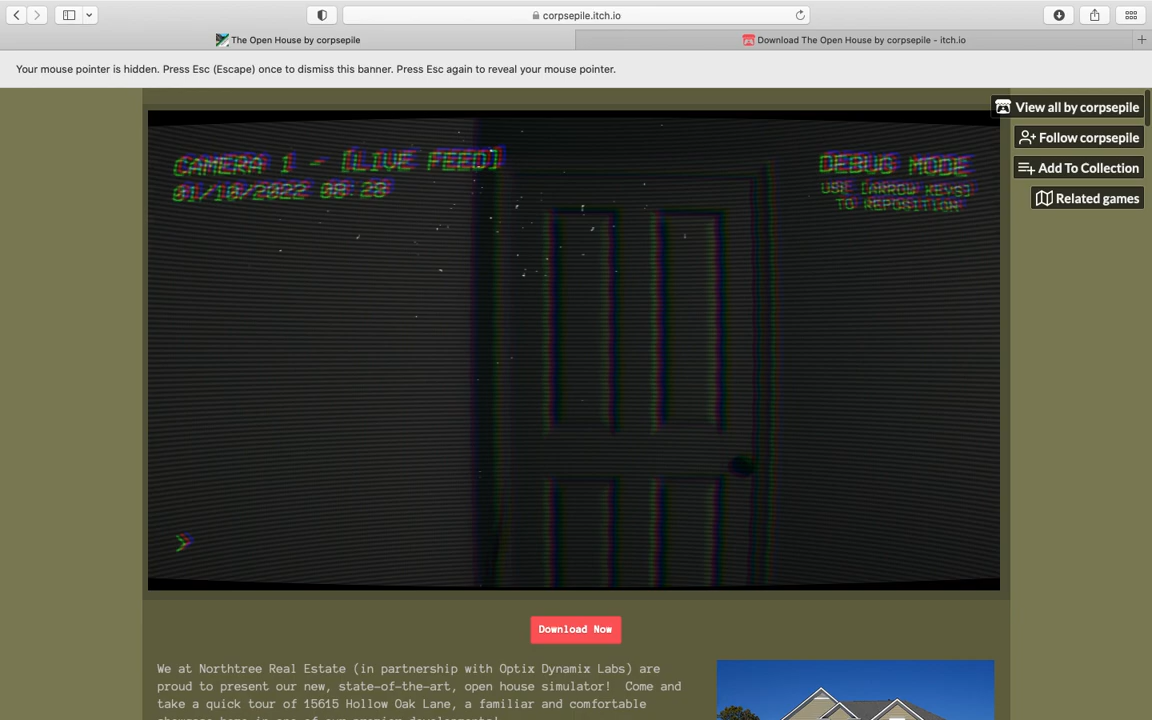 corpsepile.itch.io
The Open House by corpsepile
Download The Open House by corpsepile - itch.io
Your mouse pointer is hidden. Press Esc (Escape) once to dismiss this banner. Press Esc again to reveal your mouse pointer.
View all by corpsepile
Follow corpsepile
Add To Collection
Related games
CAMERA 1 - [LIVE FEED]
01/10/2022 08:28
DEBUG MODE
USE [ARROW KEYS]
TO REPOSITION!
>
Download Now
We at Northtree Real Estate (in partnership with Optix Dynamix Labs) are
proud to present our new, state-of-the-art, open house simulator! Come and
take a quick tour of 15615 Hollow Oak Lane, a familiar and comfortable